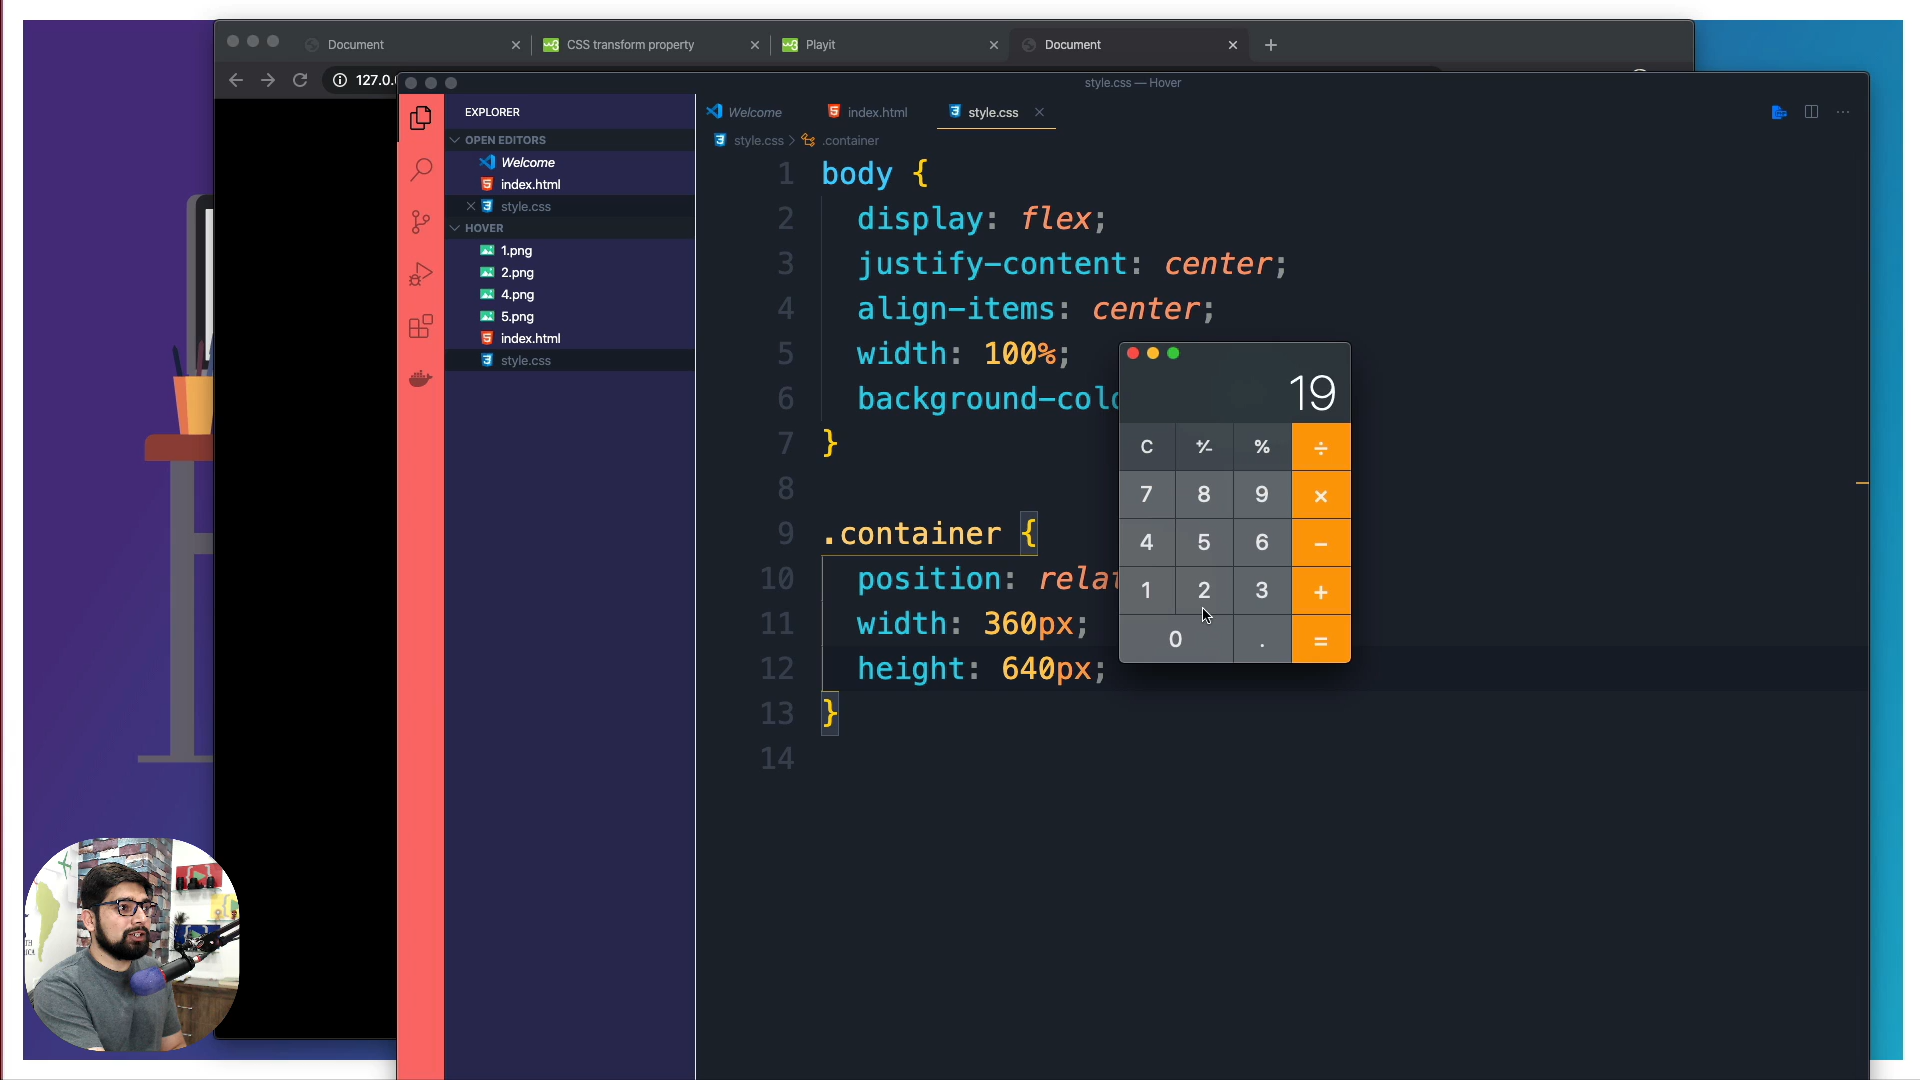 Document
CSS transform property
Playit
Document
127.0.
style.css — Hover
EXPLORER
Welcome
index.html
style.css
style.css > .container
OPEN EDITORS
Welcome
index.html
style.css
HOVER
1.png
2.png
4.png
5.png
index.html
style.css
1 body {
2 display: flex;
3 justify-content: center;
4 align-items: center;
5 width: 100%;
6 background-colo
7 }
8
9 .container {
10 position: relat
11 width: 360px;
12 height: 640px;
13 }
14
19
C +⁄- % ÷
7 8 9 ×
4 5 6 −
1 2 3 +
0 . =